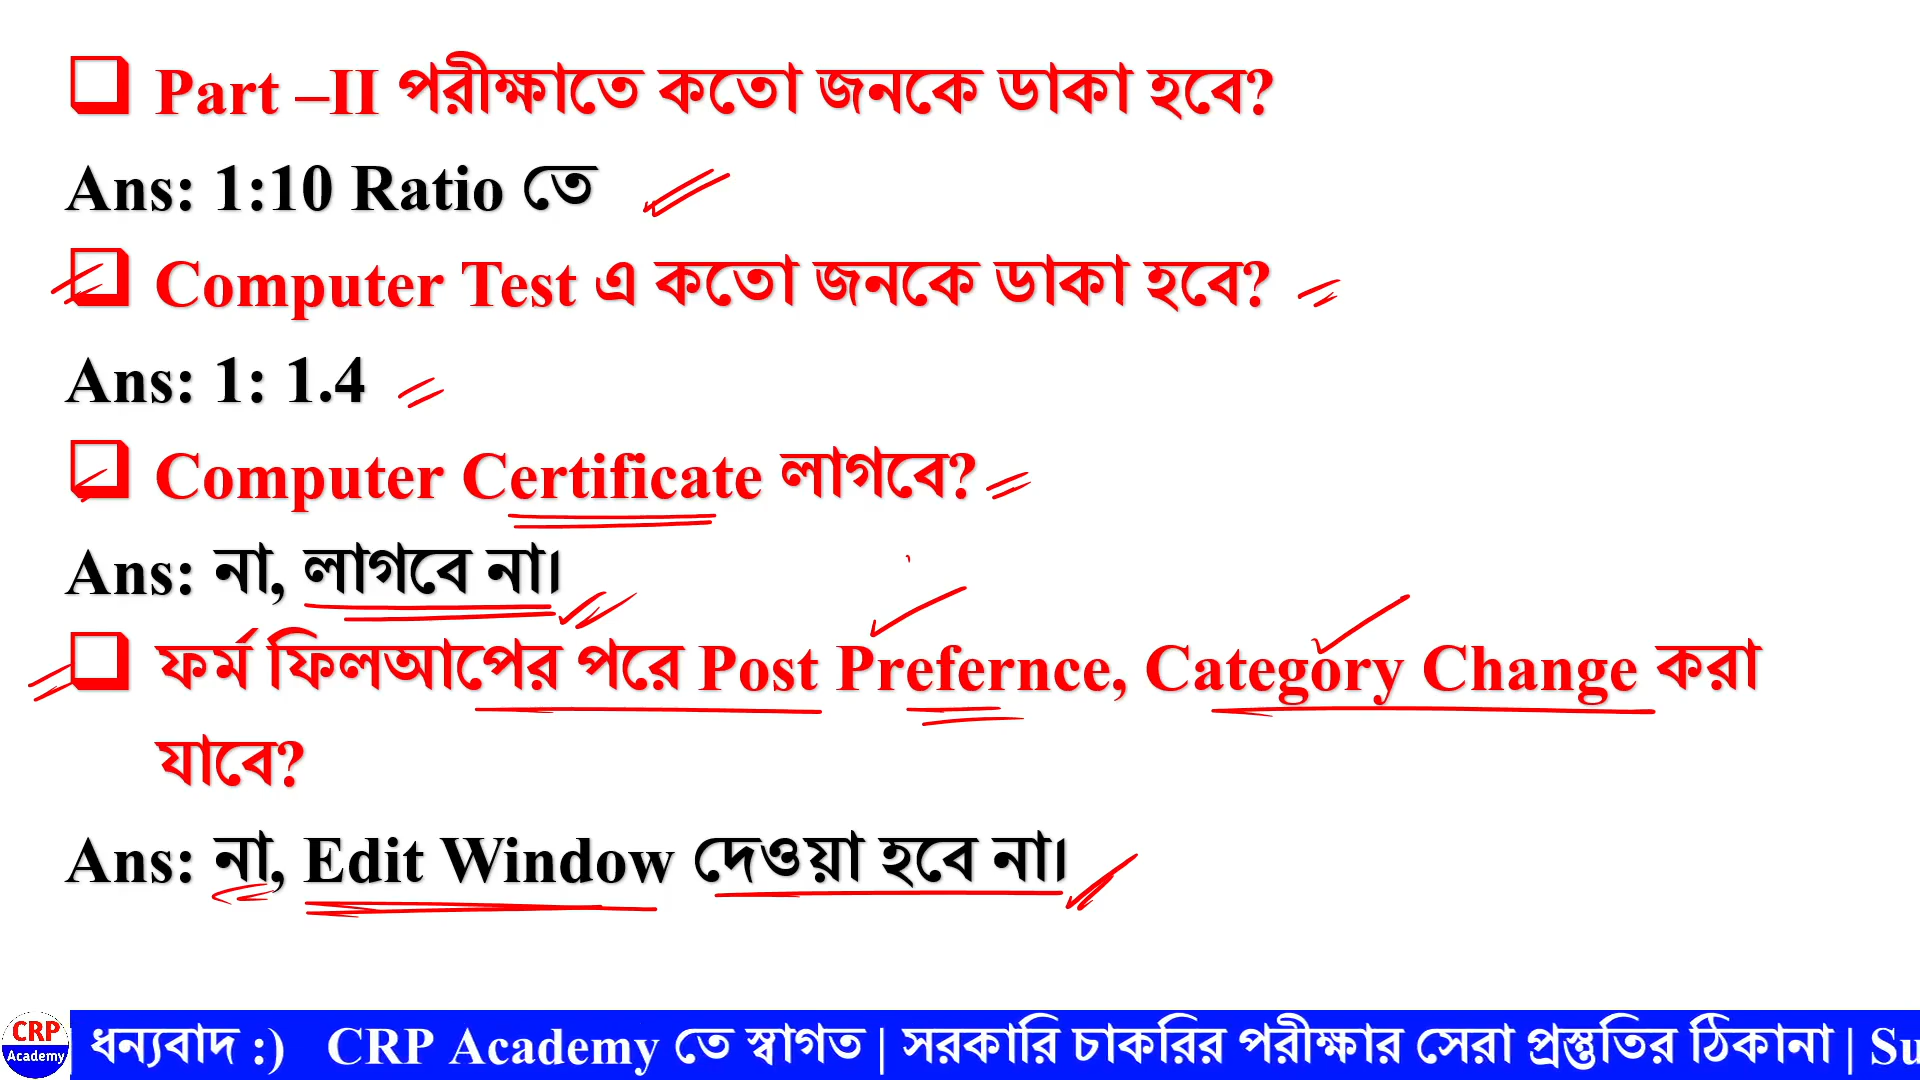 Part –II পরীক্ষাতে কতো জনকে ডাকা হবে?
Ans: 1:10 Ratio তে
Computer Test এ কতো জনকে ডাকা হবে?
Ans: 1: 1.4
Computer Certificate লাগবে?
Ans: না, লাগবে না।
ফর্ম ফিলআপের পরে Post Prefernce, Category Change করা
যাবে?
Ans: না, Edit Window দেওয়া হবে না।
CRP
Academy
ধন্যবাদ :) CRP Academy তে স্বাগত | সরকারি চাকরির পরীক্ষার সেরা প্রস্তুতির ঠিকানা |